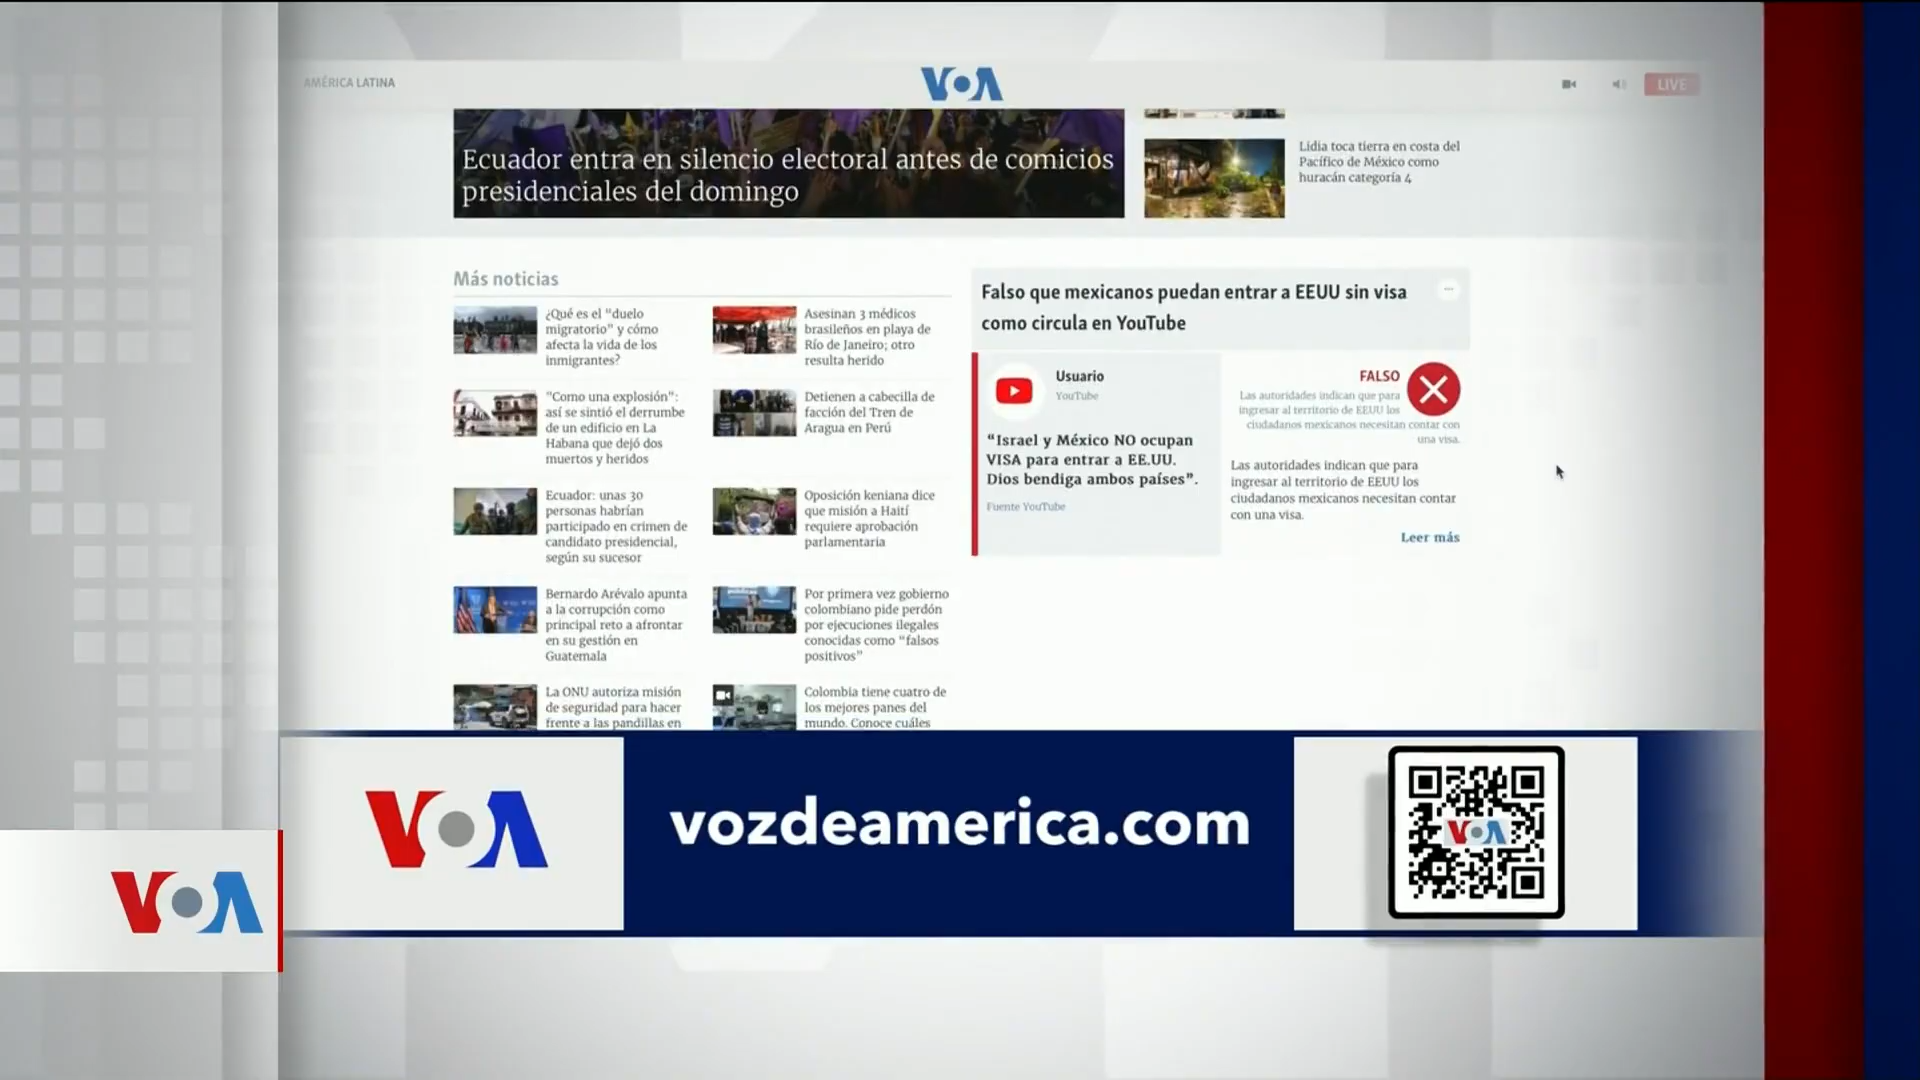 AMÉRICA LATINA
VOA
LIVE
Ecuador entra en silencio electoral antes de comicios
presidenciales del domingo
Lidia toca tierra en costa del
Pacífico de México como
huracán categoría 4
Más noticias
¿Qué es el "duelo
migratorio" y cómo
afecta la vida de los
inmigrantes?
Asesinan 3 médicos
brasileños en playa de
Río de Janeiro; otro
resulta herido
"Como una explosión":
así se sintió el derrumbe
de un edificio en La
Habana que dejó dos
muertos y heridos
Detienen a cabecilla de
facción del Tren de
Aragua en Perú
Ecuador: unas 30
personas habrían
participado en crimen de
candidato presidencial,
según su sucesor
Oposición keniana dice
que misión a Haití
requiere aprobación
parlamentaria
Bernardo Arévalo apunta
a la corrupción como
principal reto a afrontar
en su gestión en
Guatemala
Por primera vez gobierno
colombiano pide perdón
por ejecuciones ilegales
conocidas como “falsos
positivos”
La ONU autoriza misión
de seguridad para hacer
frente a las pandillas en
Colombia tiene cuatro de
los mejores panes del
mundo. Conoce cuáles
Falso que mexicanos puedan entrar a EEUU sin visa
como circula en YouTube
Usuario
YouTube
“Israel y México NO ocupan
VISA para entrar a EE.UU.
Dios bendiga ambos países”.
Fuente YouTube
FALSO
Las autoridades indican que para
ingresar al territorio de EEUU los
ciudadanos mexicanos necesitan contar con
una visa.
Las autoridades indican que para
ingresar al territorio de EEUU los
ciudadanos mexicanos necesitan contar
con una visa.
Leer más
VOA
vozdeamerica.com
VOA
VOA